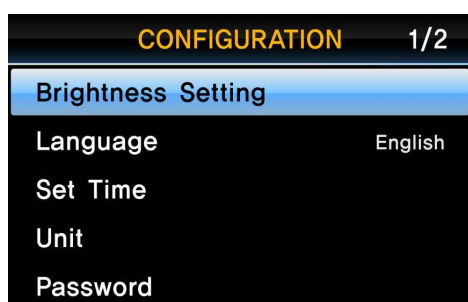 CONFIGURATION 1/2
Brightness Setting
Language English
Set Time
Unit
Password